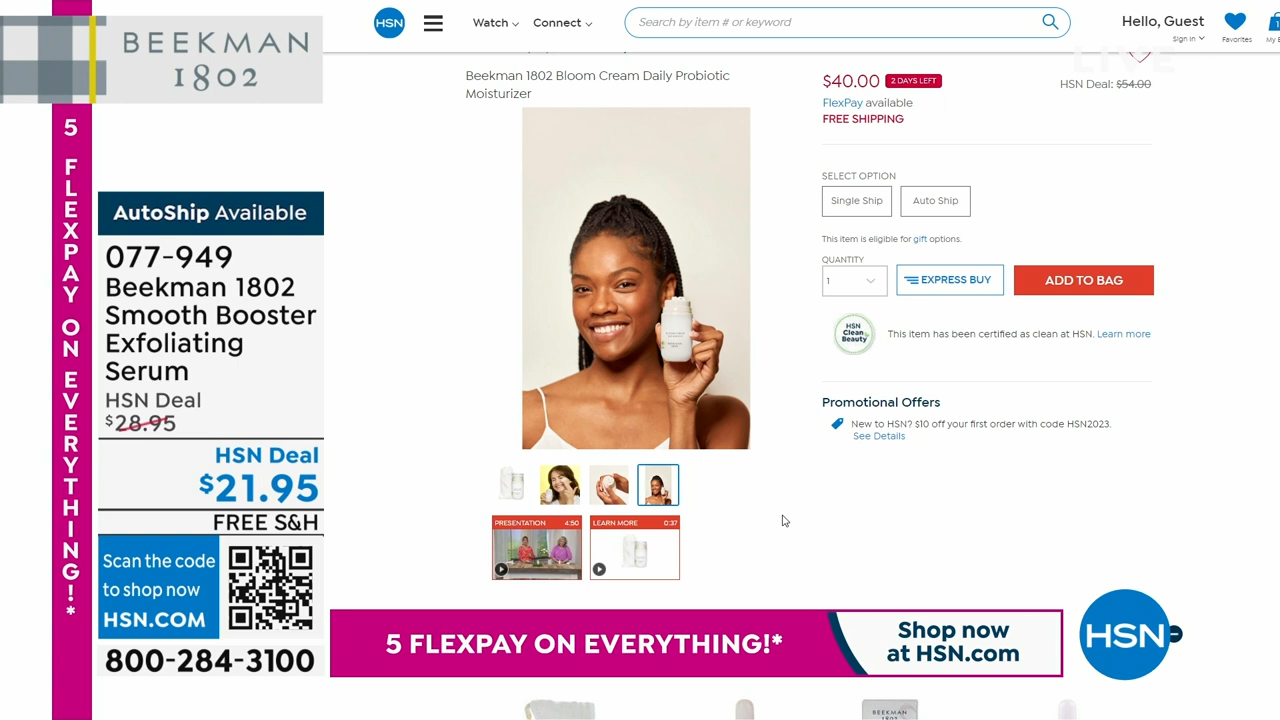 BEEKMAN
1802
5 FLEXPAY ON EVERYTHING!*
AutoShip Available
077-949
Beekman 1802
Smooth Booster
Exfoliating
Serum
HSN Deal
$28.95
HSN Deal
$21.95
FREE S&H
Scan the code
to shop now
HSN.COM
800-284-3100
HSN
Watch
Connect
Search by item # or keyword
Hello, Guest
Sign In
Favorites
LIVE
Beekman 1802 Bloom Cream Daily Probiotic
Moisturizer
PRESENTATION 4:50
LEARN MORE 0:37
$40.00 2 DAYS LEFT
HSN Deal: $54.00
FlexPay available
FREE SHIPPING
SELECT OPTION
Single Ship
Auto Ship
This item is eligible for gift options.
QUANTITY
1
EXPRESS BUY
ADD TO BAG
HSN
Clean
Beauty
This item has been certified as clean at HSN. Learn more
Promotional Offers
New to HSN? $10 off your first order with code HSN2023.
See Details
5 FLEXPAY ON EVERYTHING!*
Shop now
at HSN.com
HSN
BEEKMAN